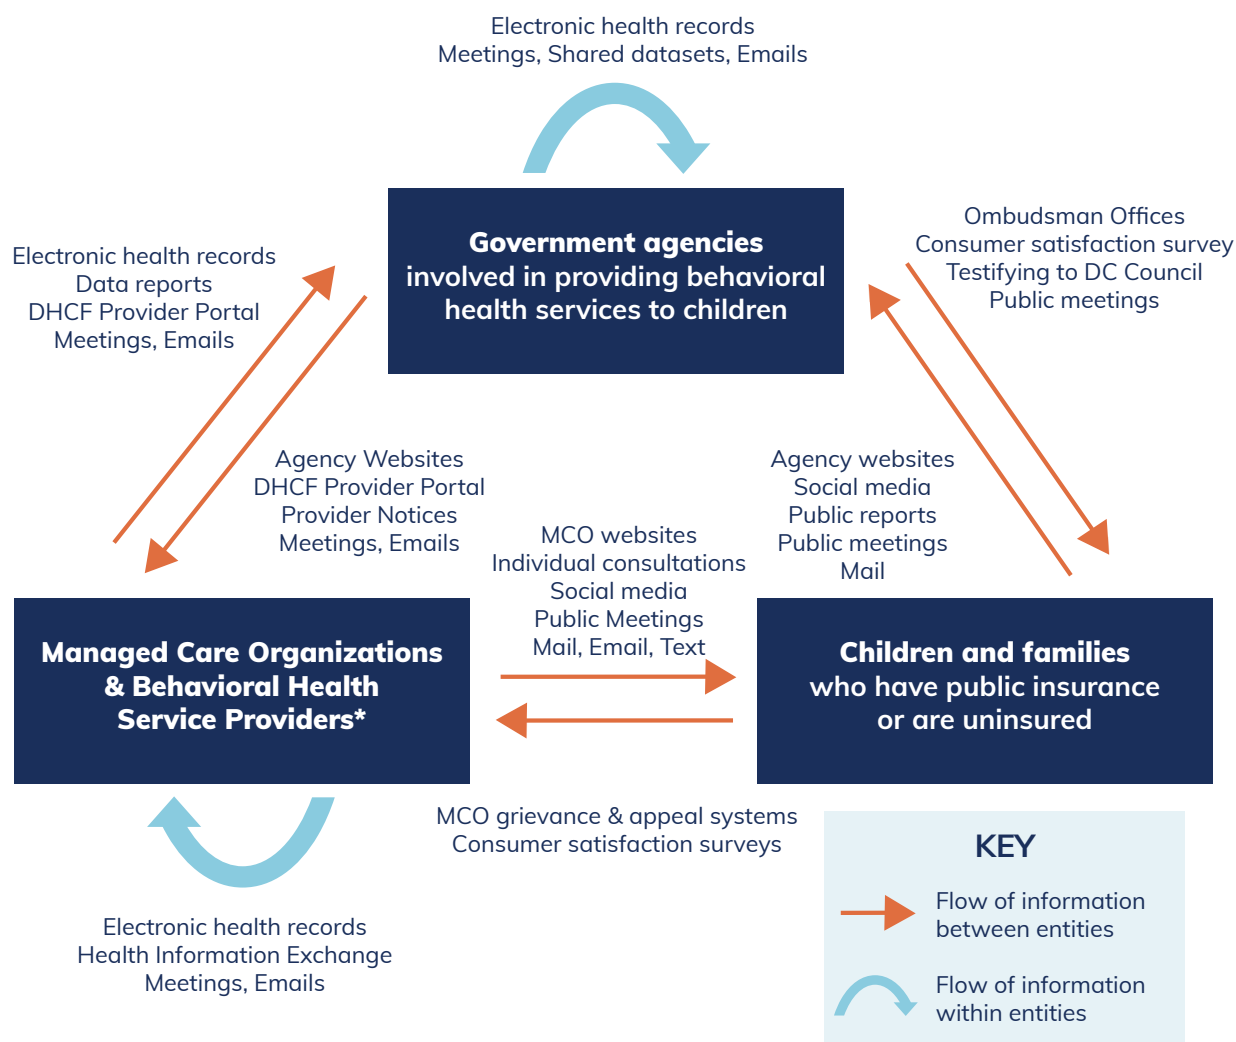 Electronic health records
Meetings, Shared datasets, Emails
Government agencies
involved in providing behavioral
health services to children
Electronic health records
Data reports
DHCF Provider Portal
Meetings, Emails
Ombudsman Offices
Consumer satisfaction survey
Testifying to DC Council
Public meetings
Agency Websites
DHCF Provider Portal
Provider Notices
Meetings, Emails
Agency websites
Social media
Public reports
Public meetings
Mail
MCO websites
Individual consultations
Social media
Public Meetings
Mail, Email, Text
Managed Care Organizations
& Behavioral Health
Service Providers*
Children and families
who have public insurance
or are uninsured
MCO grievance & appeal systems
Consumer satisfaction surveys
Electronic health records
Health Information Exchange
Meetings, Emails
KEY
Flow of information
between entities
Flow of information
within entities